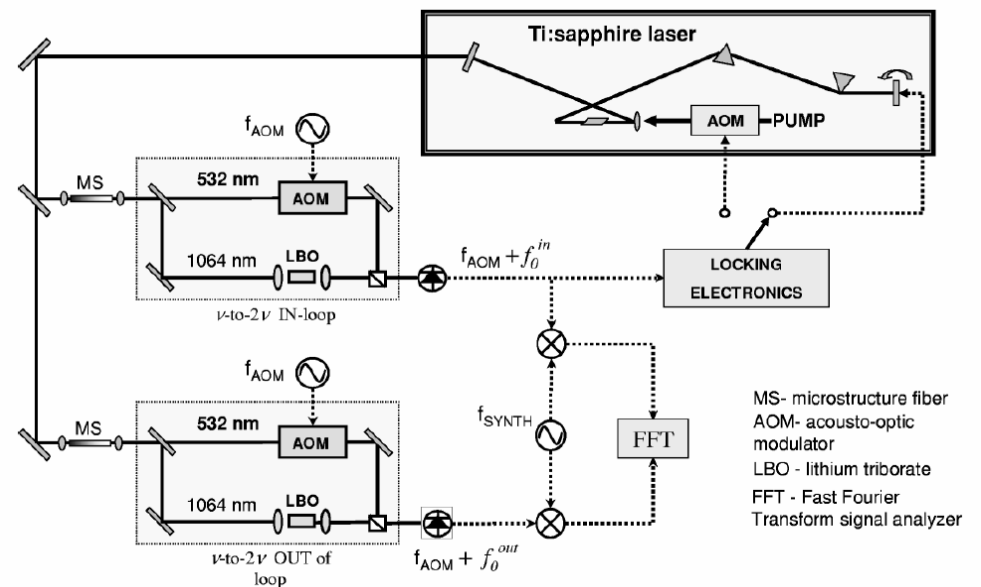 Ti:sapphire laser
AOM
PUMP
f_AOM
MS
532 nm
AOM
1064 nm
LBO
f_AOM + f_0^in
LOCKING
ELECTRONICS
ν-to-2ν IN-loop
f_AOM
MS
532 nm
AOM
f_SYNTH
FFT
1064 nm
LBO
f_AOM + f_0^out
ν-to-2ν OUT of
loop
MS- microstructure fiber
AOM- acousto-optic
modulator
LBO - lithium triborate
FFT - Fast Fourier
Transform signal analyzer